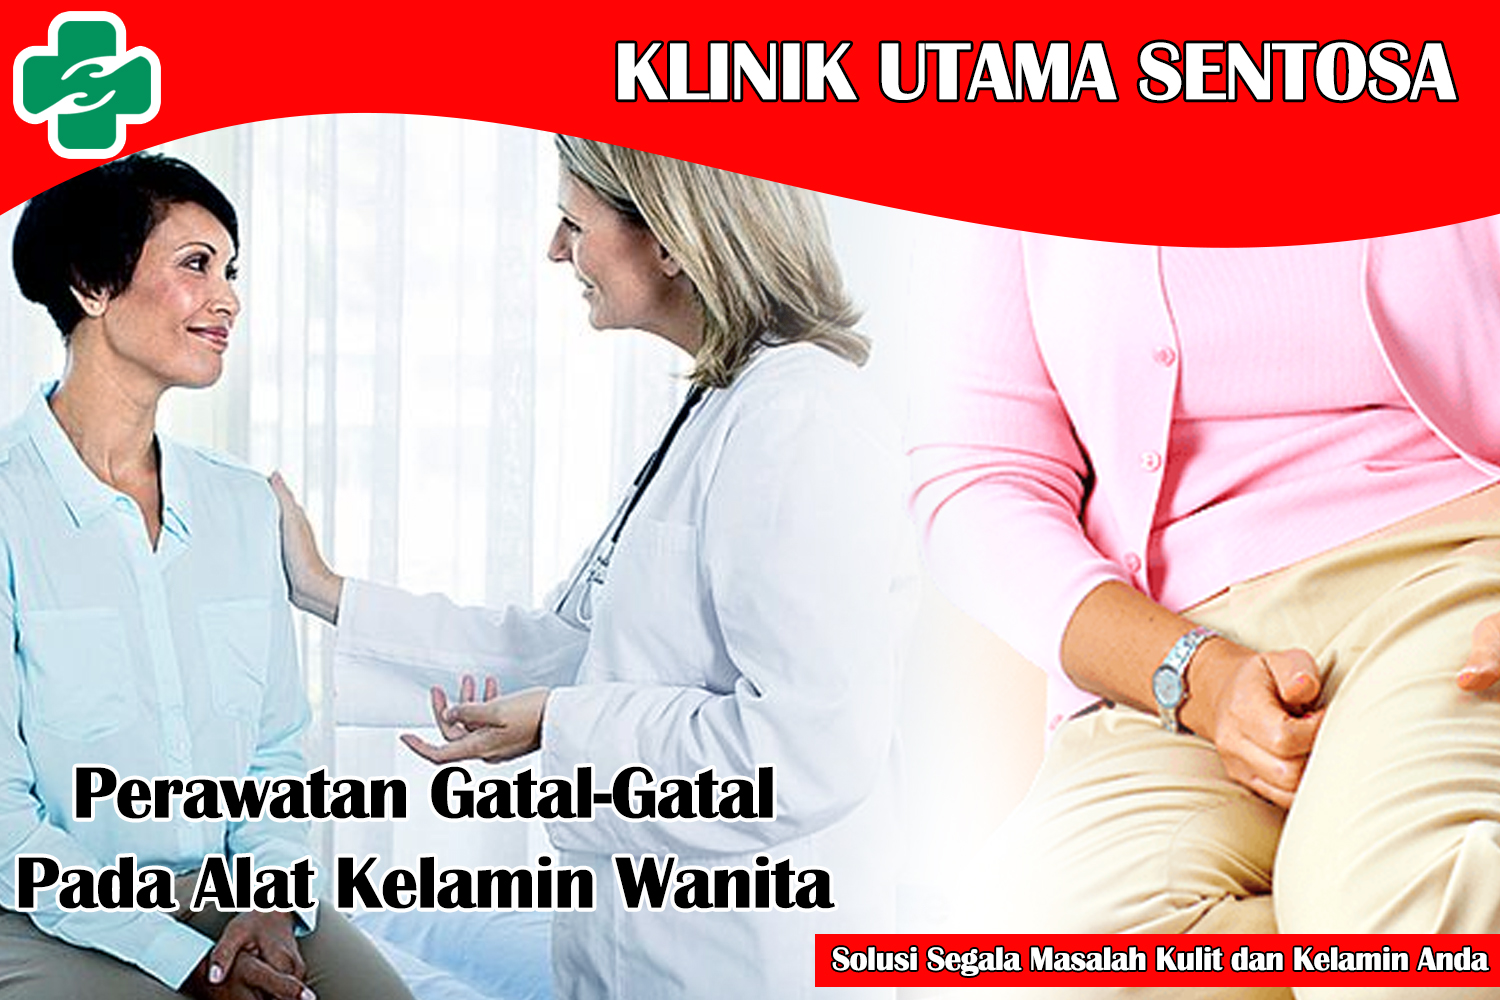 KLINIK UTAMA SENTOSA
Perawatan Gatal-Gatal
Pada Alat Kelamin Wanita
Solusi Segala Masalah Kulit dan Kelamin Anda